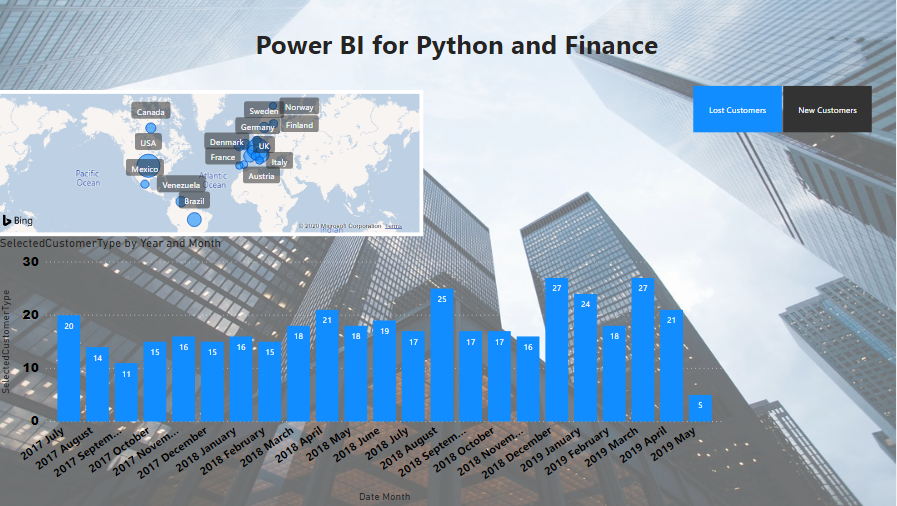 Power BI for Python and Finance
Lost Customers
New Customers
Canada
Sweden
Norway
Germany
Finland
USA
Denmark
UK
France
Italy
Mexico
Austria
Pacific
Ocean
Atlantic
Ocean
Venezuela
Brazil
Bing
© 2020 Microsoft Corporation Terms
Indian
SelectedCustomerType by Year and Month
SelectedCustomerType
30
20
10
0
20
14
11
15
16
15
16
15
18
21
18
19
17
25
17
17
16
27
24
18
27
21
5
2017 July
2017 August
2017 Septem...
2017 October
2017 Novem...
2017 December
2018 January
2018 February
2018 March
2018 April
2018 May
2018 June
2018 July
2018 August
2018 Septem...
2018 October
2018 Novem...
2018 December
2019 January
2019 February
2019 March
2019 April
2019 May
Date Month